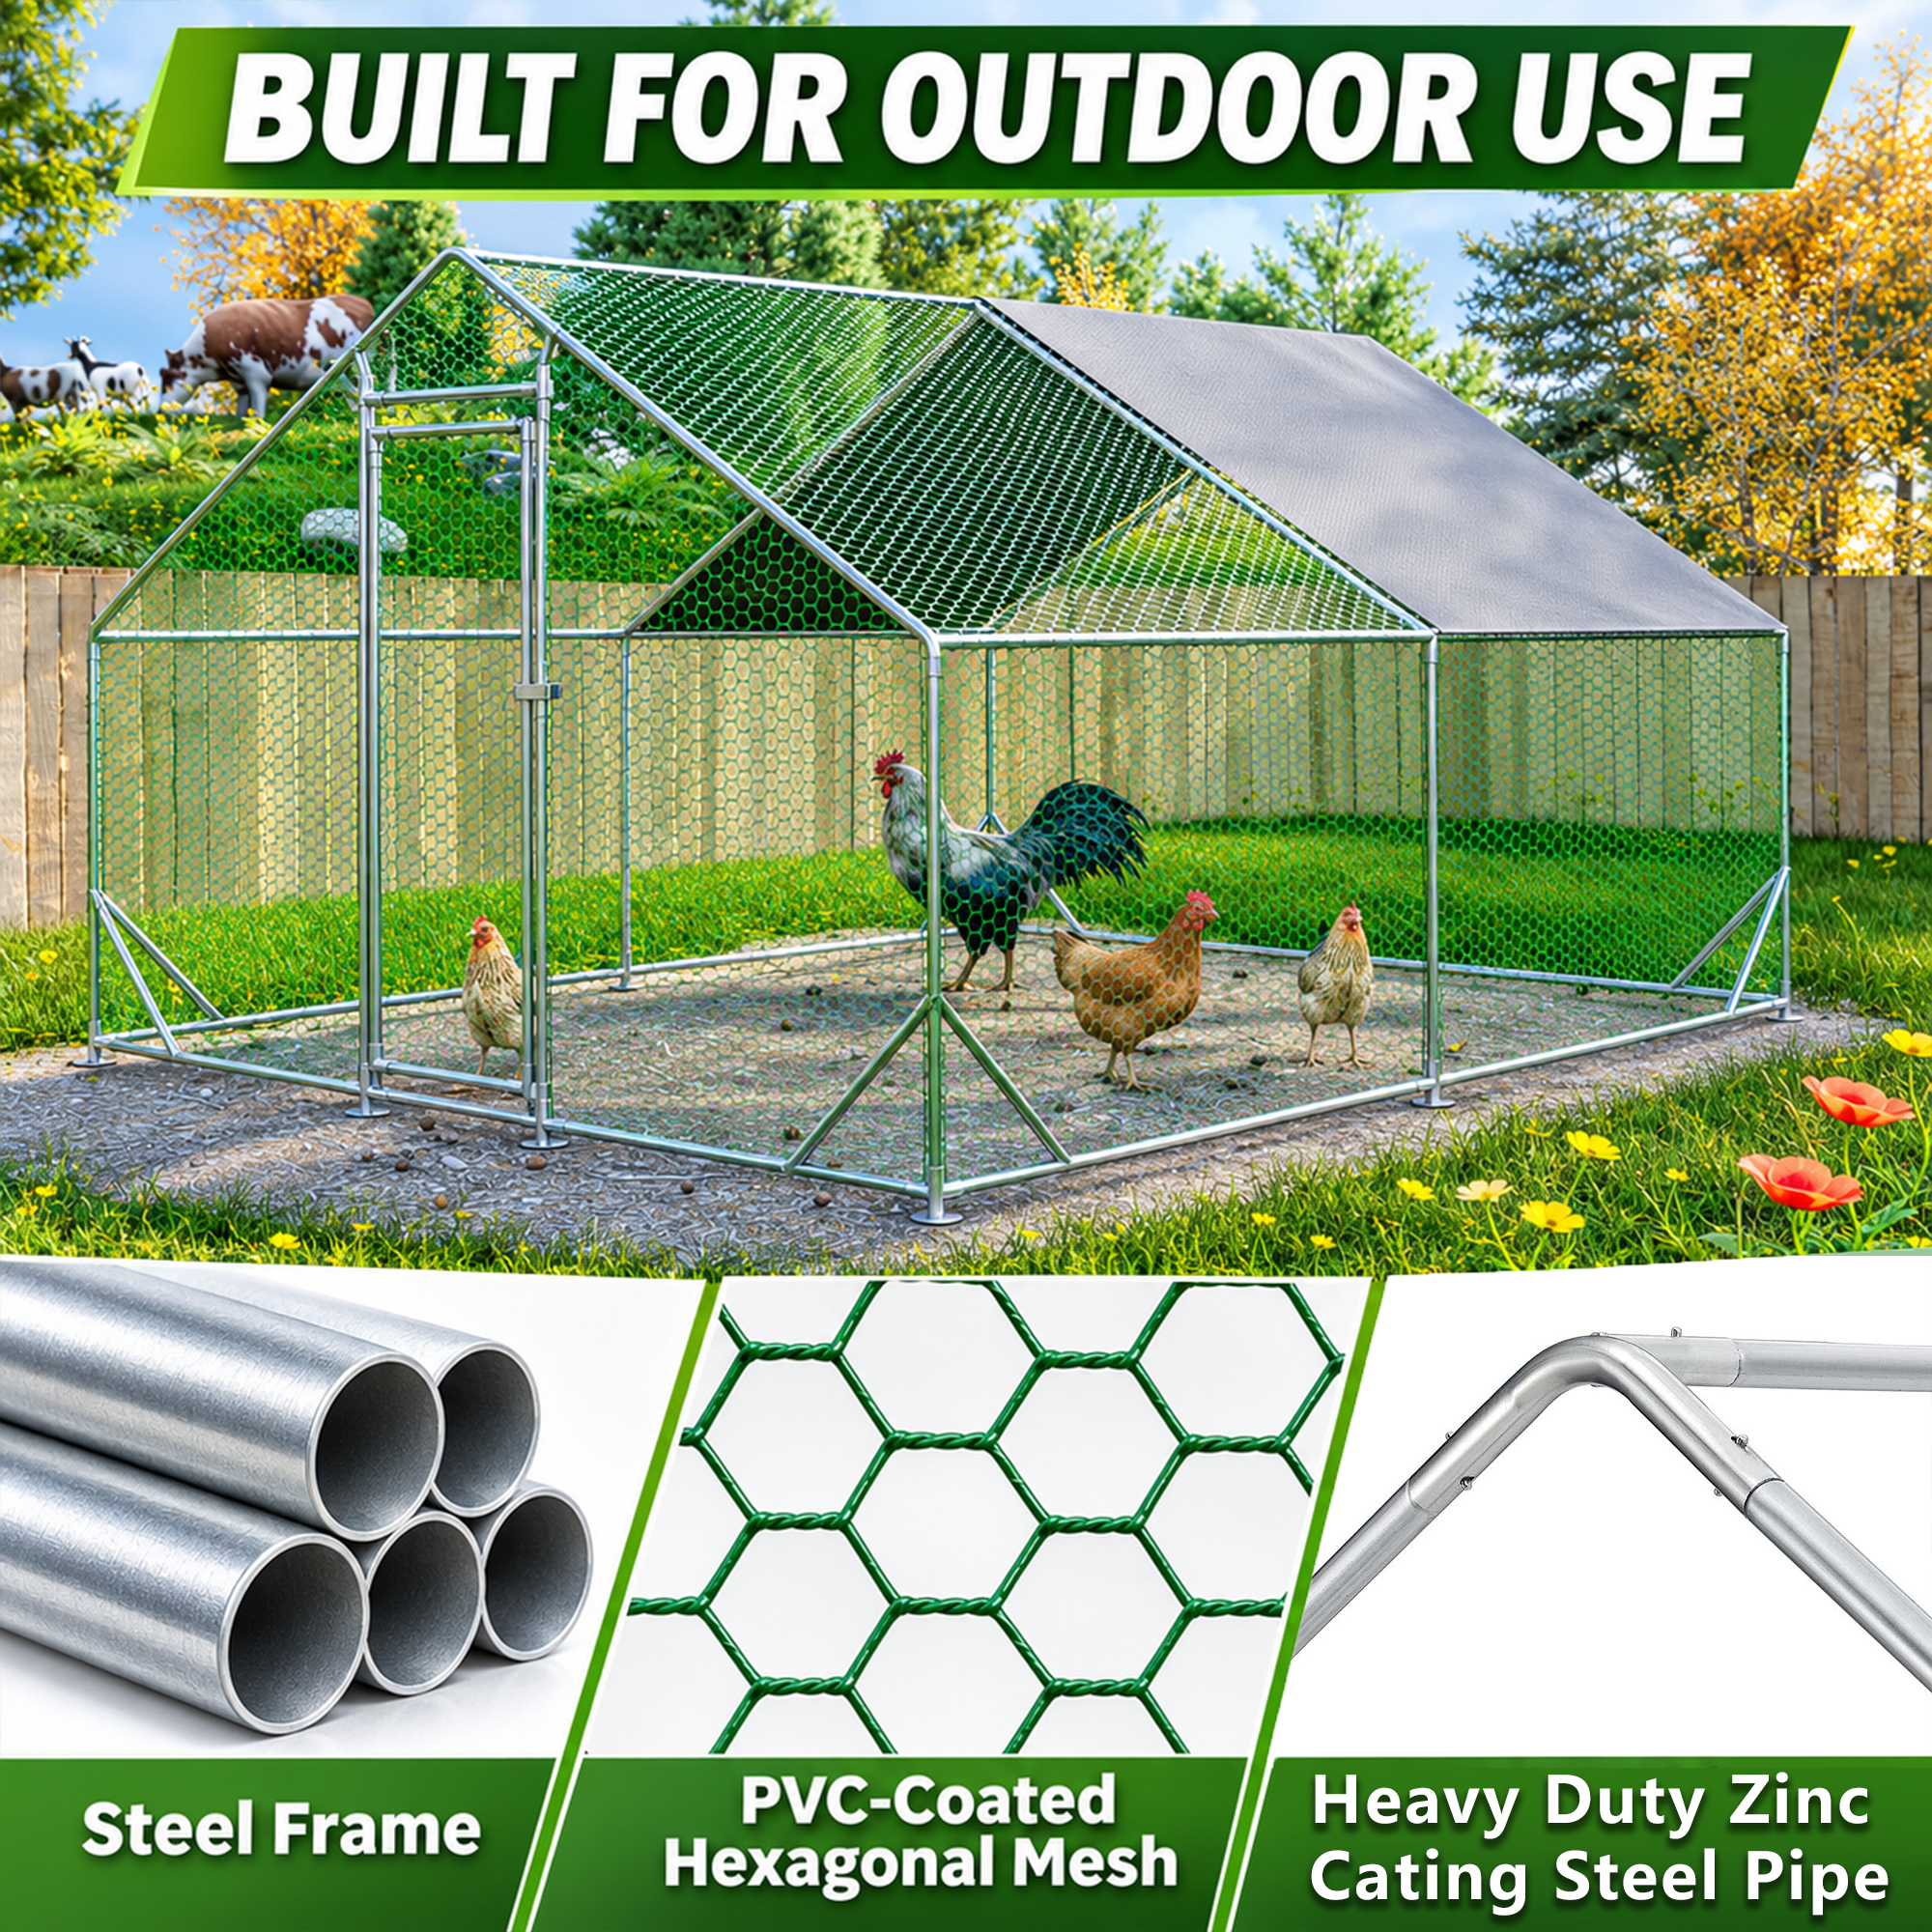 BUILT FOR OUTDOOR USE
Steel Frame
PVC-Coated
Hexagonal Mesh
Heavy Duty Zinc
Cating Steel Pipe